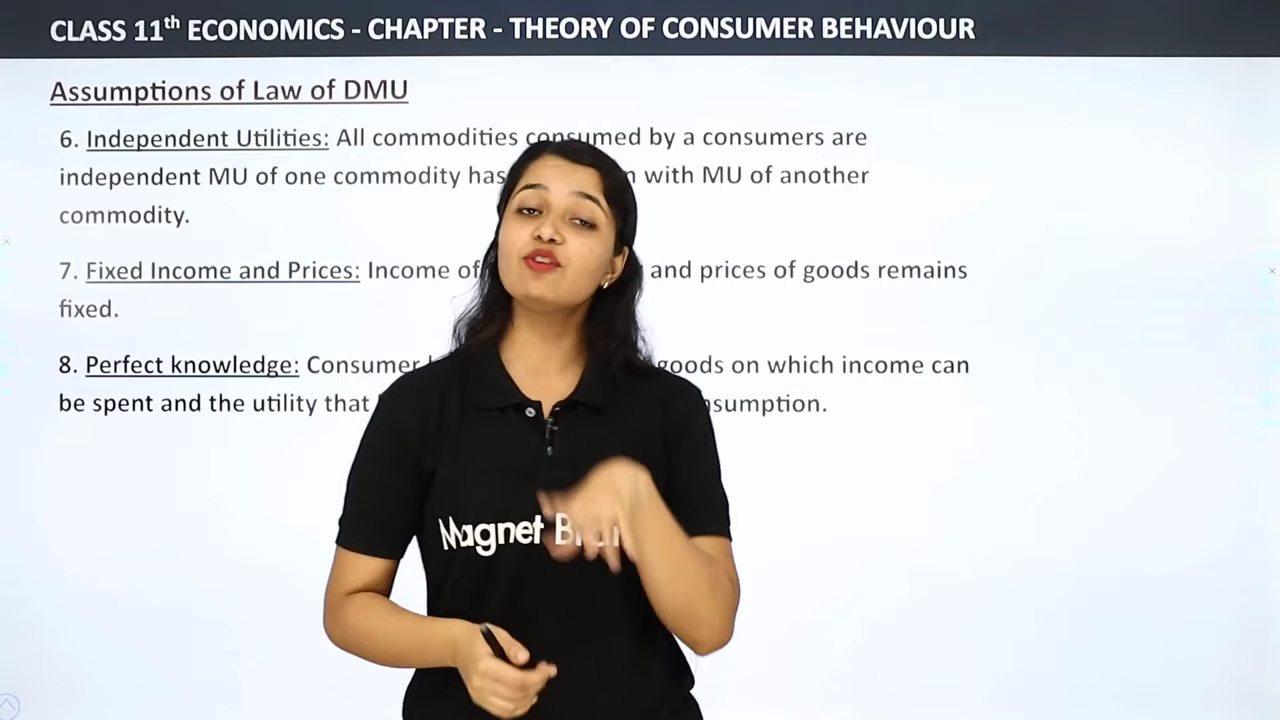 CLASS 11th ECONOMICS - CHAPTER - THEORY OF CONSUMER BEHAVIOUR
Assumptions of Law of DMU
6. Independent Utilities: All commodities consumed by a consumers are
independent MU of one commodity has with MU of another
commodity.
7. Fixed Income and Prices: Income of and prices of goods remains
fixed.
8. Perfect knowledge: Consumer goods on which income can
be spent and the utility that
Magnet